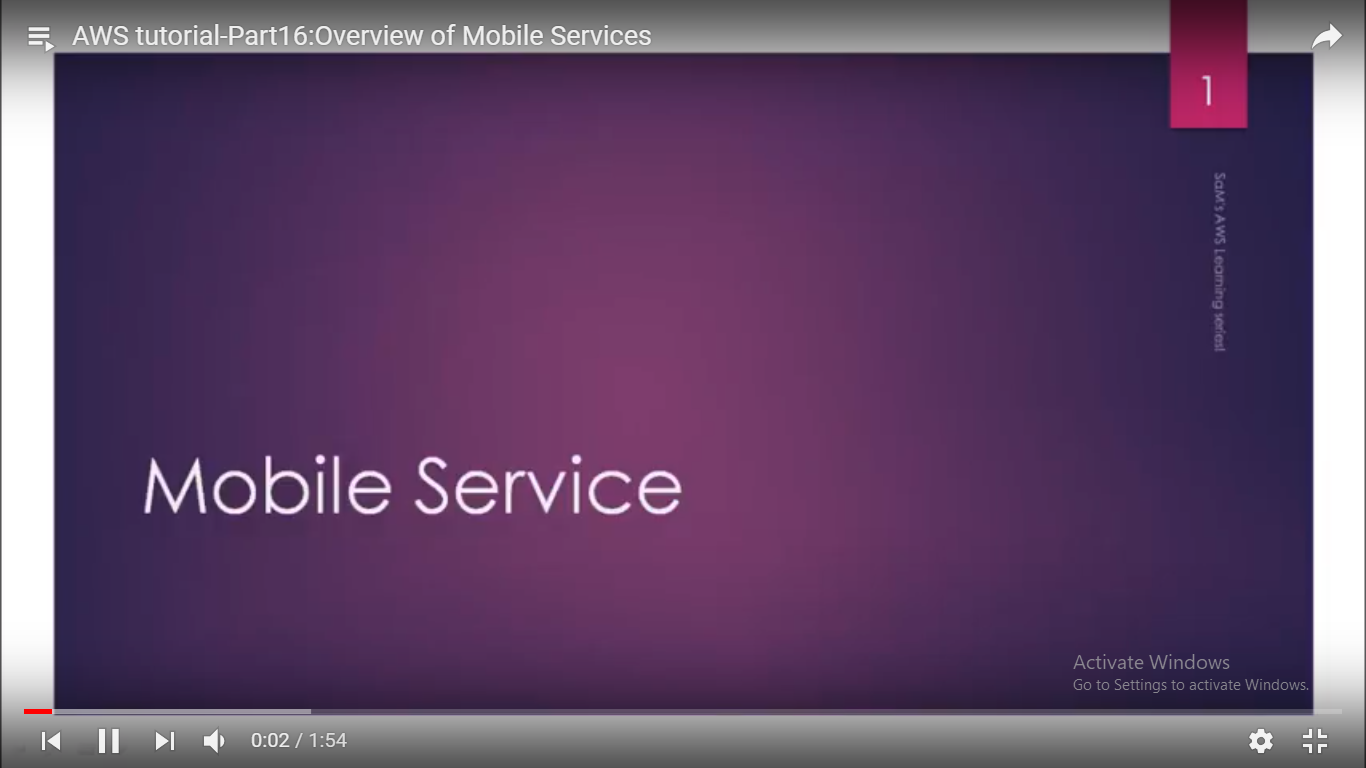 AWS tutorial-Part16:Overview of Mobile Services
1
SaM's AWS Learning series!
Mobile Service
Activate Windows
Go to Settings to activate Windows.
0:02 / 1:54